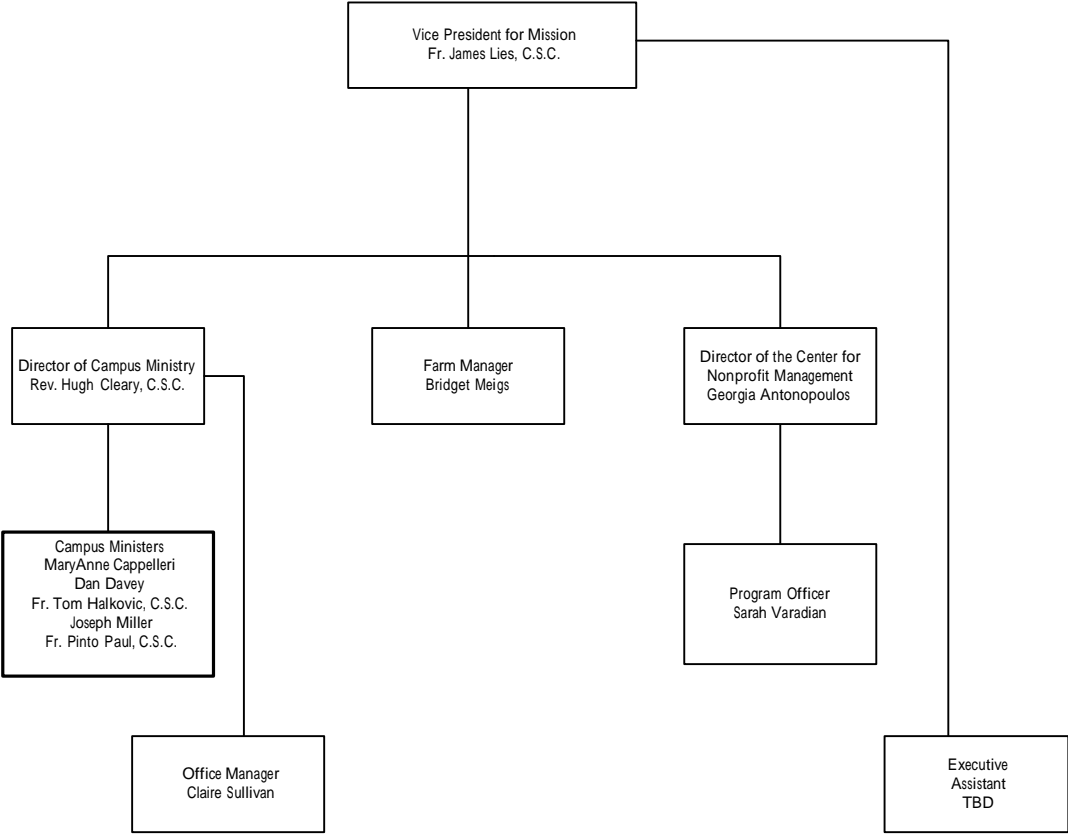 Vice President for Mission
Fr. James Lies, C.S.C.
Director of Campus Ministry
Rev. Hugh Cleary, C.S.C.
Farm Manager
Bridget Meigs
Director of the Center for
Nonprofit Management
Georgia Antonopoulos
Campus Ministers
MaryAnne Cappelleri
Dan Davey
Fr. Tom Halkovic, C.S.C.
Joseph Miller
Fr. Pinto Paul, C.S.C.
Program Officer
Sarah Varadian
Office Manager
Claire Sullivan
Executive
Assistant
TBD